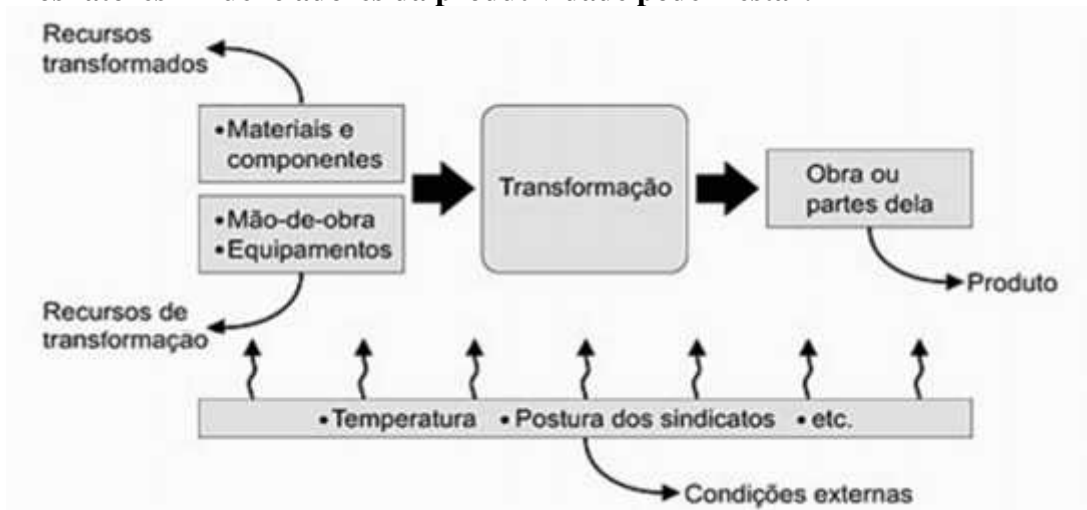 Recursos
transformados
•Materiais e
componentes
•Mão-de-obra
•Equipamentos
Recursos de
transformação
Transformação
Obra ou
partes dela
Produto
•Temperatura •Postura dos sindicatos •etc.
Condições externas